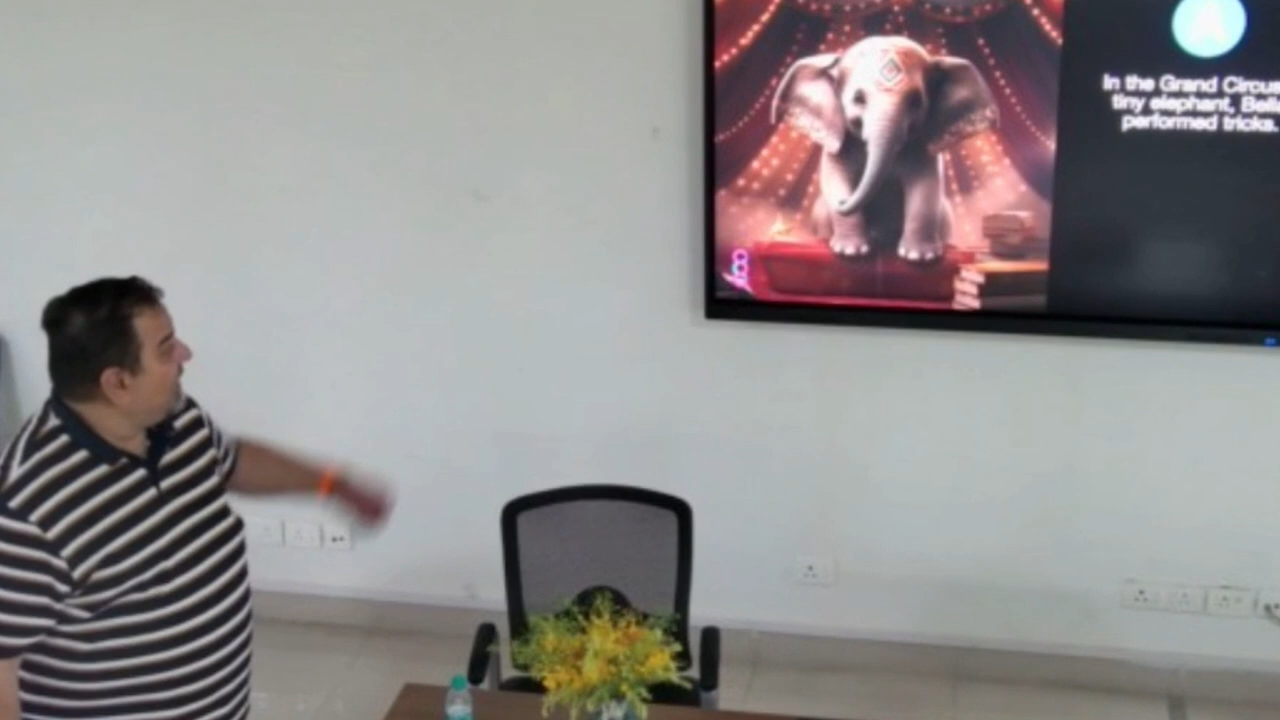 In the Grand Circus
tiny elephant, Bella
performed tricks.